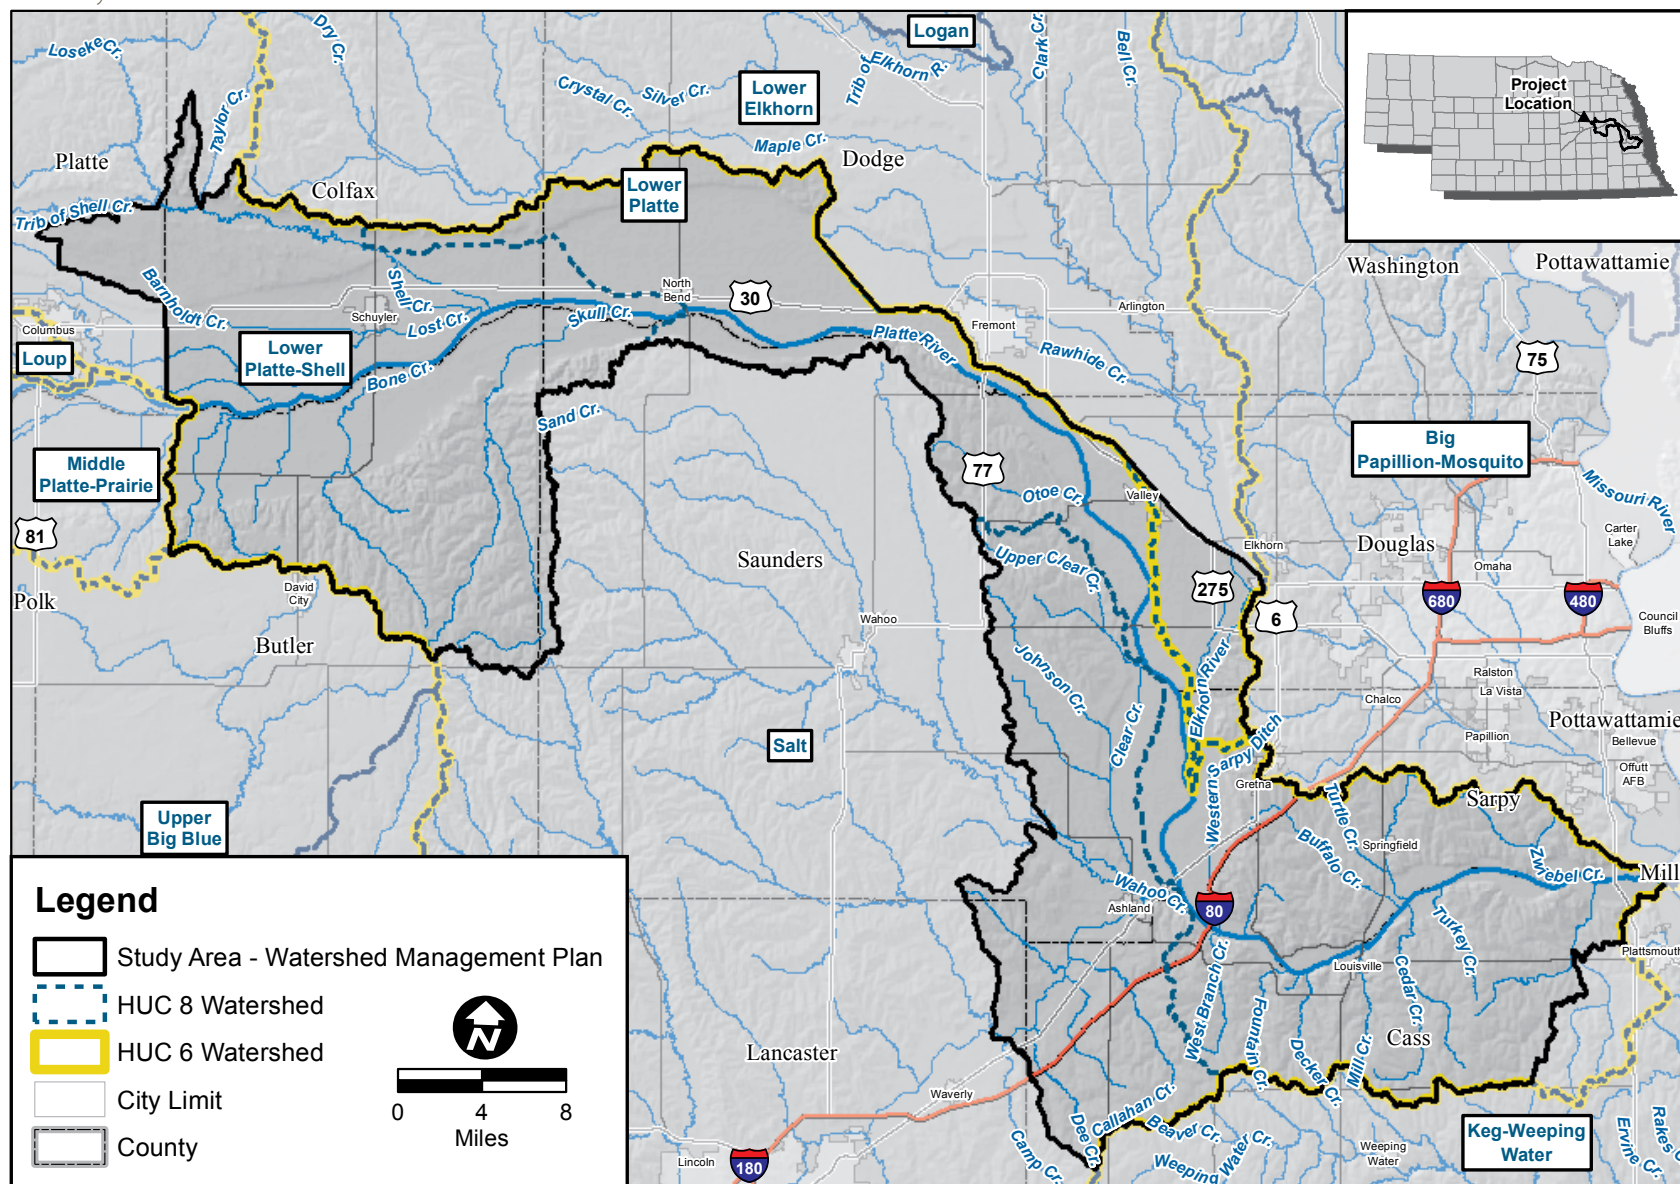 Loseke Cr.
Dry Cr.
Taylor Cr.
Logan
Clark Cr.
Bell Cr.
Trib of
Elkhorn R.
Lower
Elkhorn
Crystal Cr.
Silver Cr.
Maple Cr.
Project
Location
Platte
Colfax
Lower
Platte
Dodge
Trib of Shell Cr.
Washington
Pottawattamie
Barnholdt Cr.
Shell Cr.
North
Bend
30
Arlington
Columbus
Schuyler
Lost Cr.
Skull Cr.
Platte River
Fremont
Rawhide Cr.
75
Loup
Lower
Platte-Shell
Bone Cr.
Sand Cr.
Middle
Platte-Prairie
77
Big
Papillion-Mosquito
Otoe Cr.
Valley
Missouri River
81
Carter
Lake
Elkhorn
Douglas
Saunders
Upper Clear Cr.
Omaha
David
City
275
680
480
Polk
6
Council
Bluffs
Wahoo
Butler
Johnson Cr.
Elkhorn River
Ralston
La Vista
Chalco
Clear Cr.
Pottawattamie
Salt
Papillion
Bellevue
Western Sarpy Ditch
Offutt
AFB
Gretna
Sarpy
Upper
Big Blue
Turtle Cr.
Buffalo Cr.
Springfield
Zwiebel Cr.
Mill
Wahoo Cr.
Ashland
80
Turkey Cr.
Plattsmouth
Louisville
Cedar Cr.
West Branch Cr.
Fountain Cr.
Decker Cr.
Mill Cr.
Cass
Lancaster
Waverly
Callahan Cr.
Dee Cr.
Beaver Cr.
Camp Cr.
Weeping
Water Cr.
Weeping
Water
Keg-Weeping
Water
Ervine Cr.
Rakes C
Lincoln
180
Legend
Study Area - Watershed Management Plan
HUC 8 Watershed
HUC 6 Watershed
City Limit
County
N
0 4 8
Miles